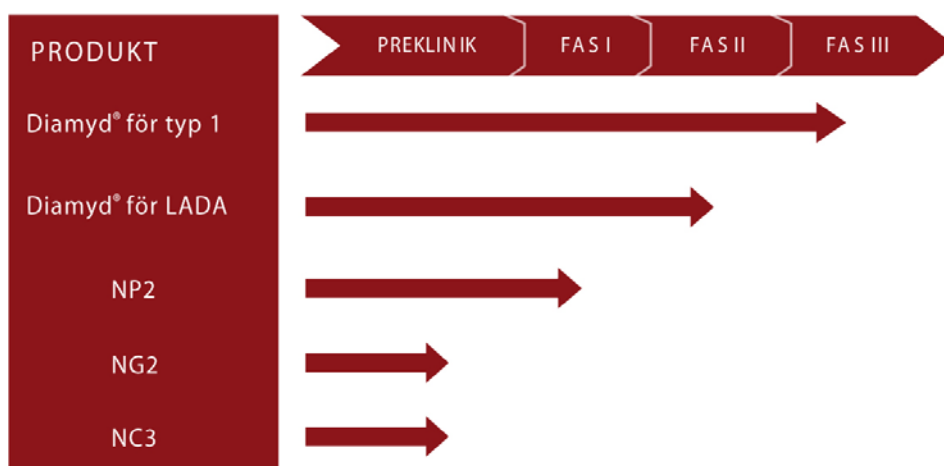 PRODUKT
PREKLINIK
FAS I
FAS II
FAS III
Diamyd® för typ 1
Diamyd® för LADA
NP2
NG2
NC3